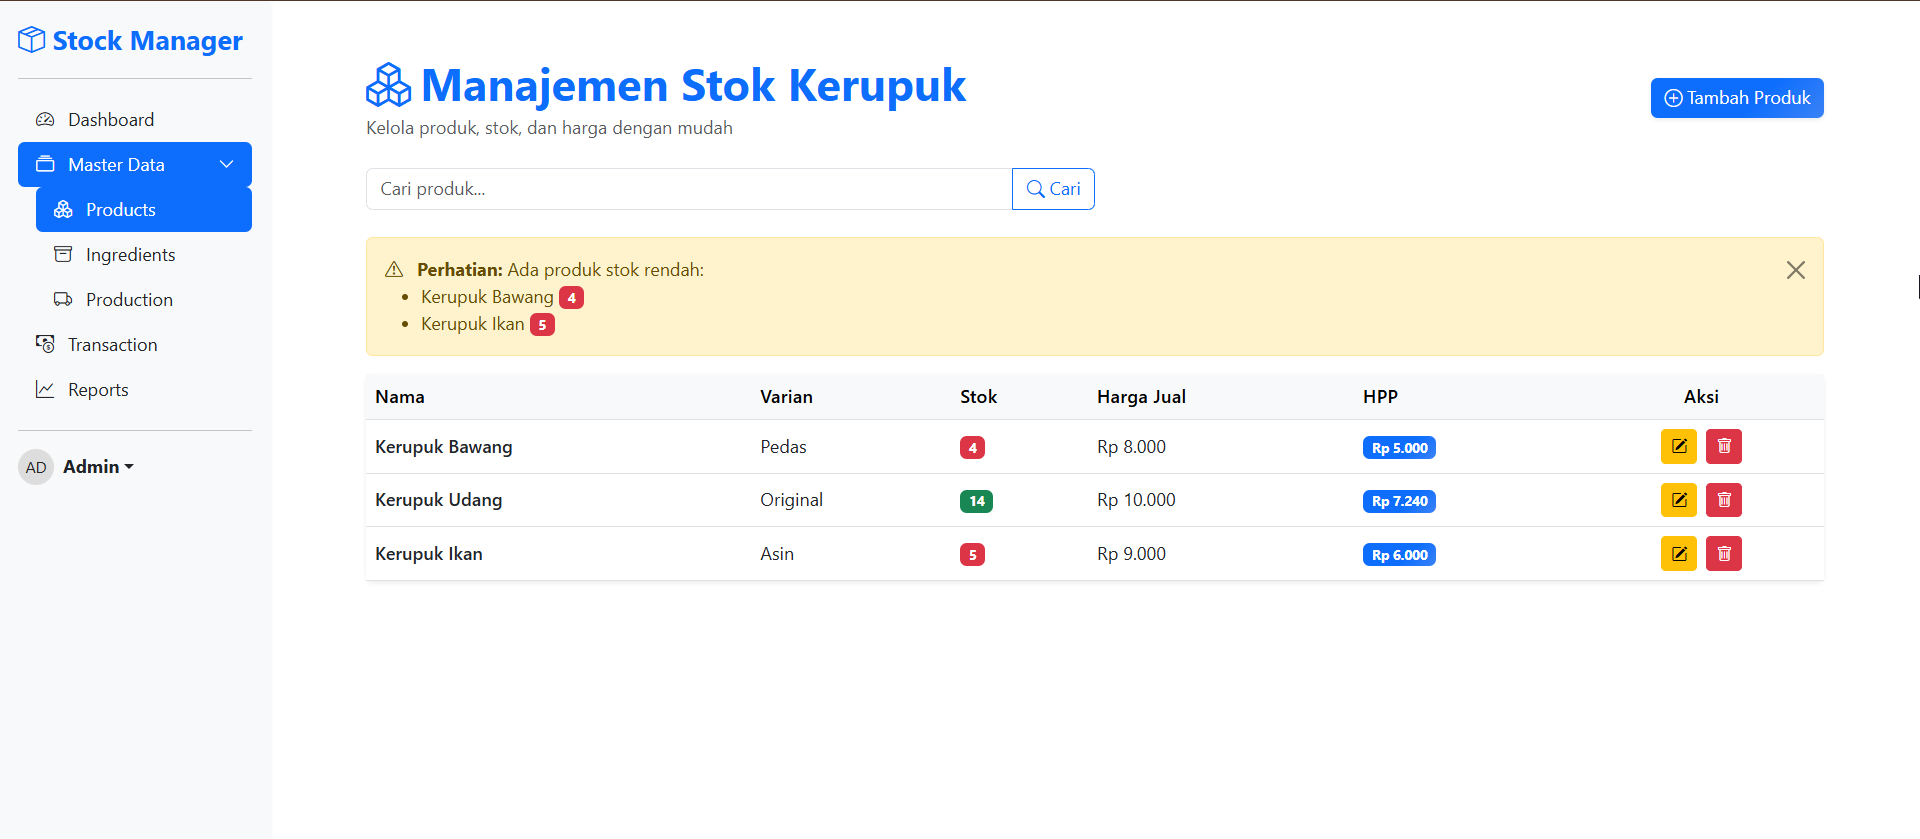 Stock Manager
Dashboard
Master Data
Products
Ingredients
Production
Transaction
Reports
AD Admin
Manajemen Stok Kerupuk
Kelola produk, stok, dan harga dengan mudah
Tambah Produk
Cari produk...
Cari
Perhatian: Ada produk stok rendah:
Kerupuk Bawang 4
Kerupuk Ikan 5
Nama Varian Stok Harga Jual HPP Aksi
Kerupuk Bawang Pedas 4 Rp 8.000 Rp 5.000
Kerupuk Udang Original 14 Rp 10.000 Rp 7.240
Kerupuk Ikan Asin 5 Rp 9.000 Rp 6.000